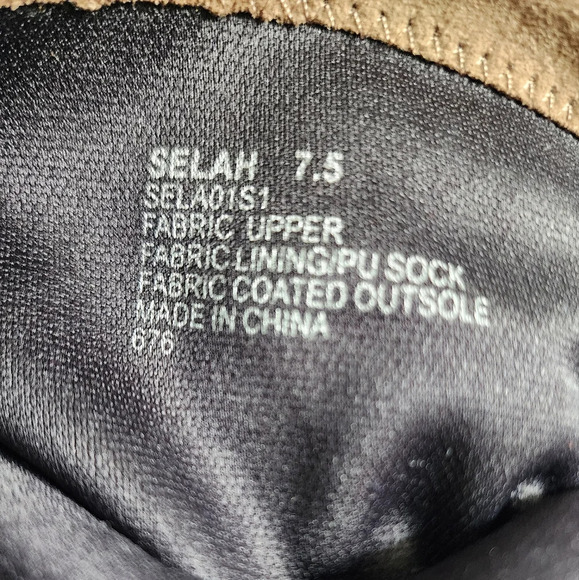 SELAH 7.5
SELA01S1
FABRIC UPPER
FABRIC LINING/PU SOCK
FABRIC COATED OUTSOLE
MADE IN CHINA
676